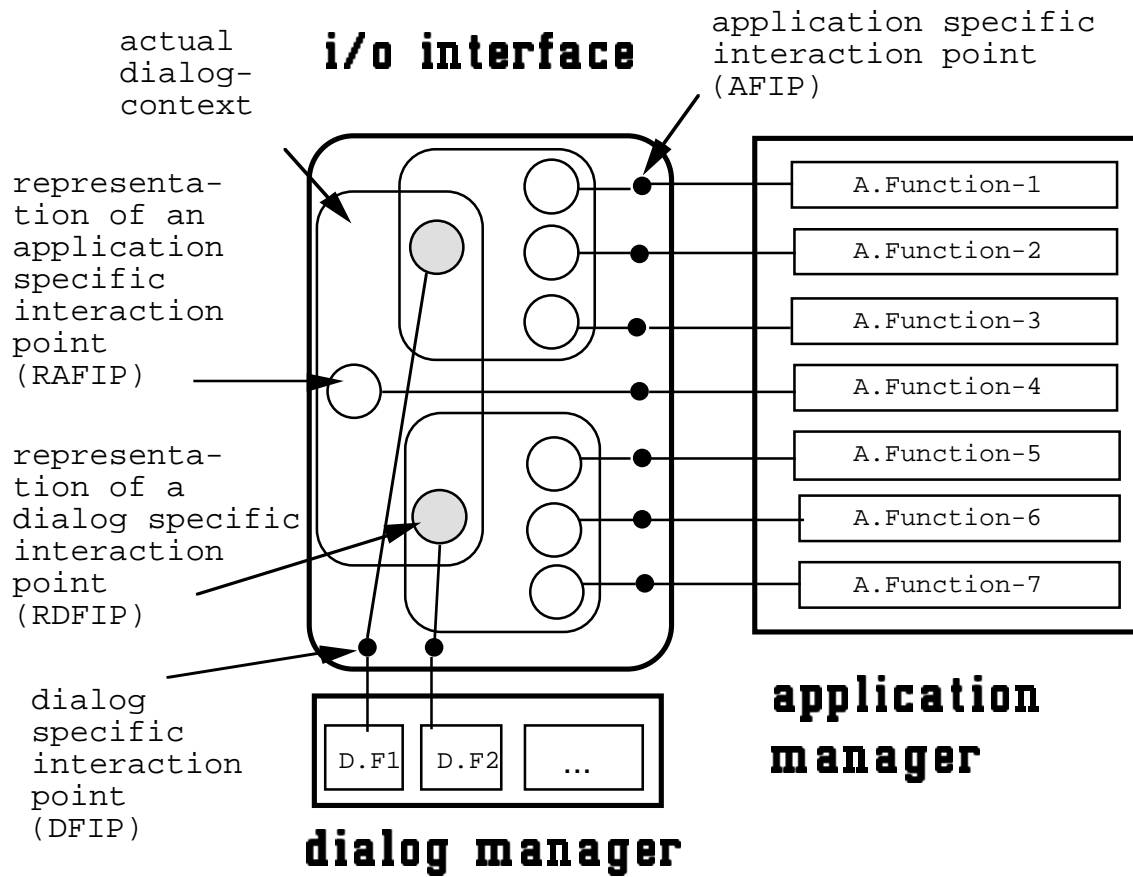 actual
dialog-
context
i/o interface
application specific
interaction point
(AFIP)
representa-
tion of an
application
specific
interaction
point
(RAFIP)
A.Function-1
A.Function-2
A.Function-3
A.Function-4
A.Function-5
A.Function-6
A.Function-7
representa-
tion of a
dialog specific
interaction
point
(RDFIP)
dialog
specific
interaction
point
(DFIP)
D.F1
D.F2
...
application
manager
dialog manager